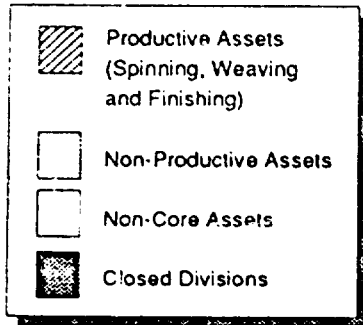 Productive Assets
(Spinning, Weaving
and Finishing)
Non-Productive Assets
Non-Core Assets
Closed Divisions